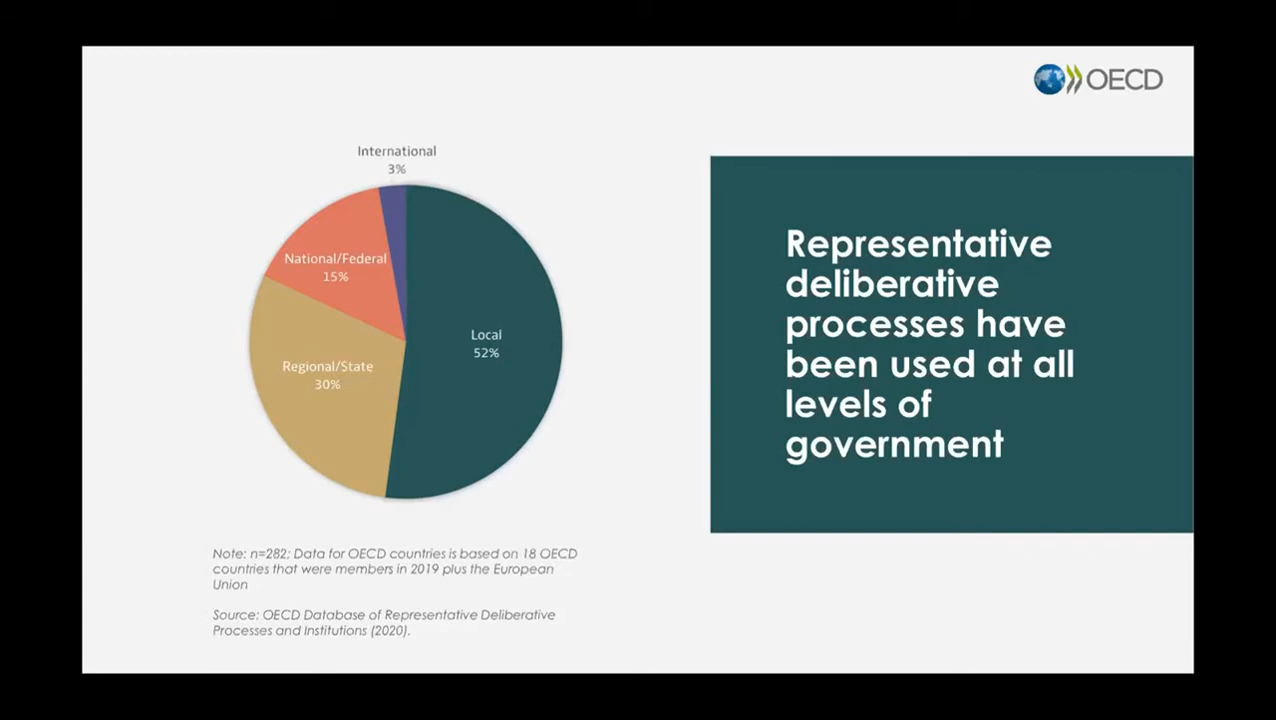 OECD
International
3%
National/Federal
15%
Local
52%
Regional/State
30%
Representative
deliberative
processes have
been used at all
levels of
government
Note: n=282; Data for OECD countries is based on 18 OECD
countries that were members in 2019 plus the European
Union
Source: OECD Database of Representative Deliberative
Processes and Institutions (2020).